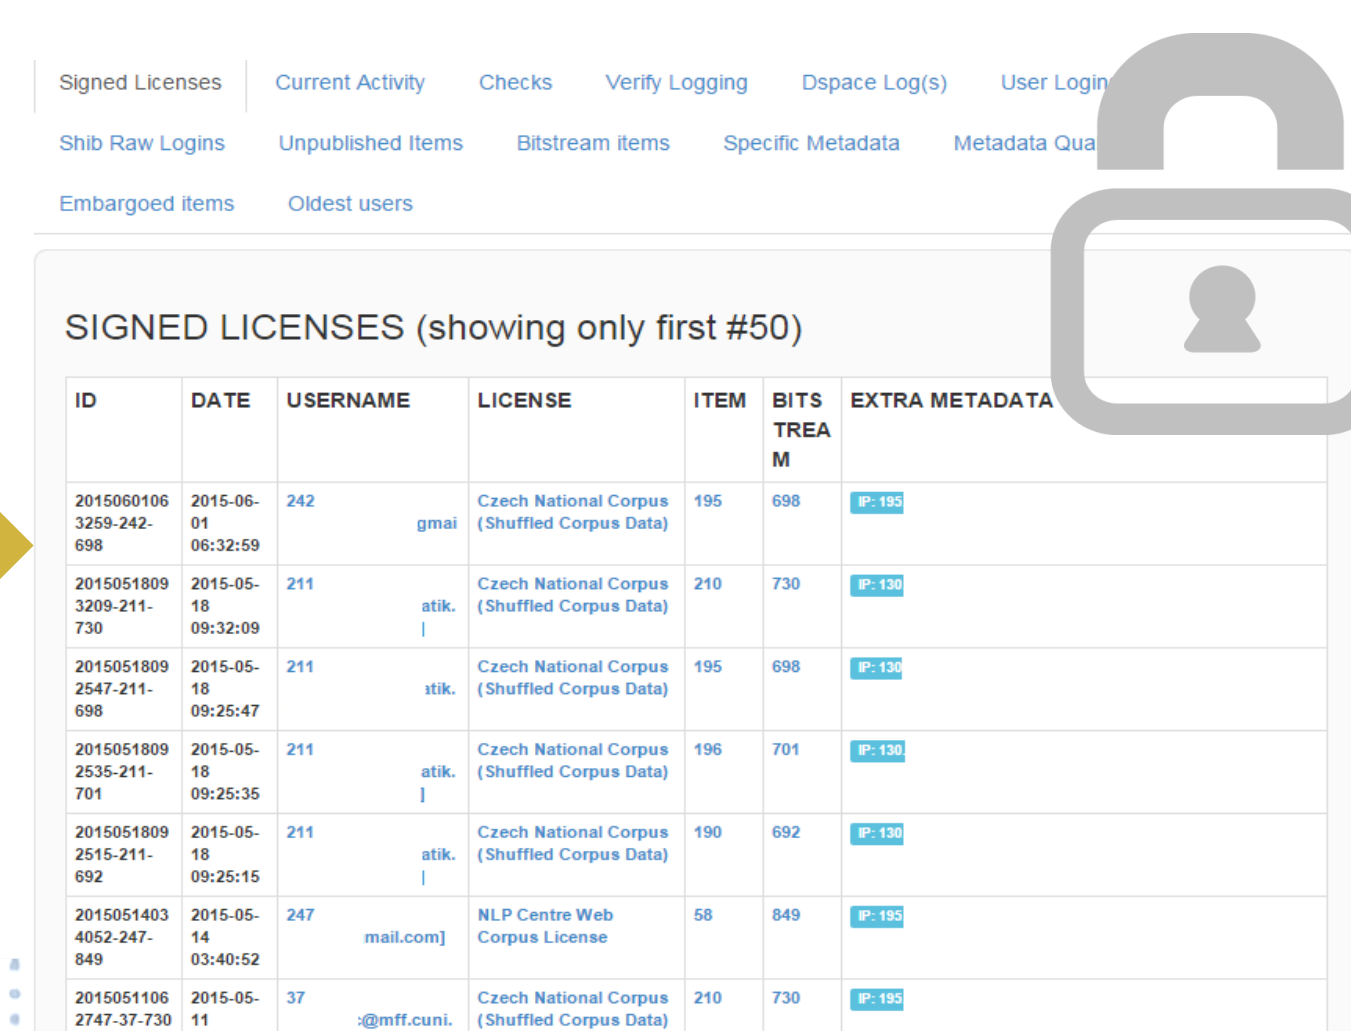 Signed Licenses Current Activity Checks Verify Logging Dspace Log(s) User Login
Shib Raw Logins Unpublished Items Bitstream items Specific Metadata Metadata Qua
Embargoed items Oldest users
SIGNED LICENSES (showing only first #50)
ID DATE USERNAME LICENSE ITEM BITS EXTRA METADATA
TREA
M
2015060106 2015-06- 242 Czech National Corpus 195 698 IP: 195
3259-242- 01 gmai (Shuffled Corpus Data)
698 06:32:59
2015051809 2015-05- 211 Czech National Corpus 210 730 IP: 130
3209-211- 18 atik. (Shuffled Corpus Data)
730 09:32:09
2015051809 2015-05- 211 Czech National Corpus 195 698 IP: 130
2547-211- 18 atik. (Shuffled Corpus Data)
698 09:25:47
2015051809 2015-05- 211 Czech National Corpus 196 701 IP: 130.
2535-211- 18 atik. (Shuffled Corpus Data)
701 09:25:35 ]
2015051809 2015-05- 211 Czech National Corpus 190 692 IP: 130
2515-211- 18 atik. (Shuffled Corpus Data)
692 09:25:15
2015051403 2015-05- 247 NLP Centre Web 58 849 IP: 195
4052-247- 14 mail.com] Corpus License
849 03:40:52
2015051106 2015-05- 37 Czech National Corpus 210 730 IP: 195
2747-37-730 11 @mff.cuni. (Shuffled Corpus Data)